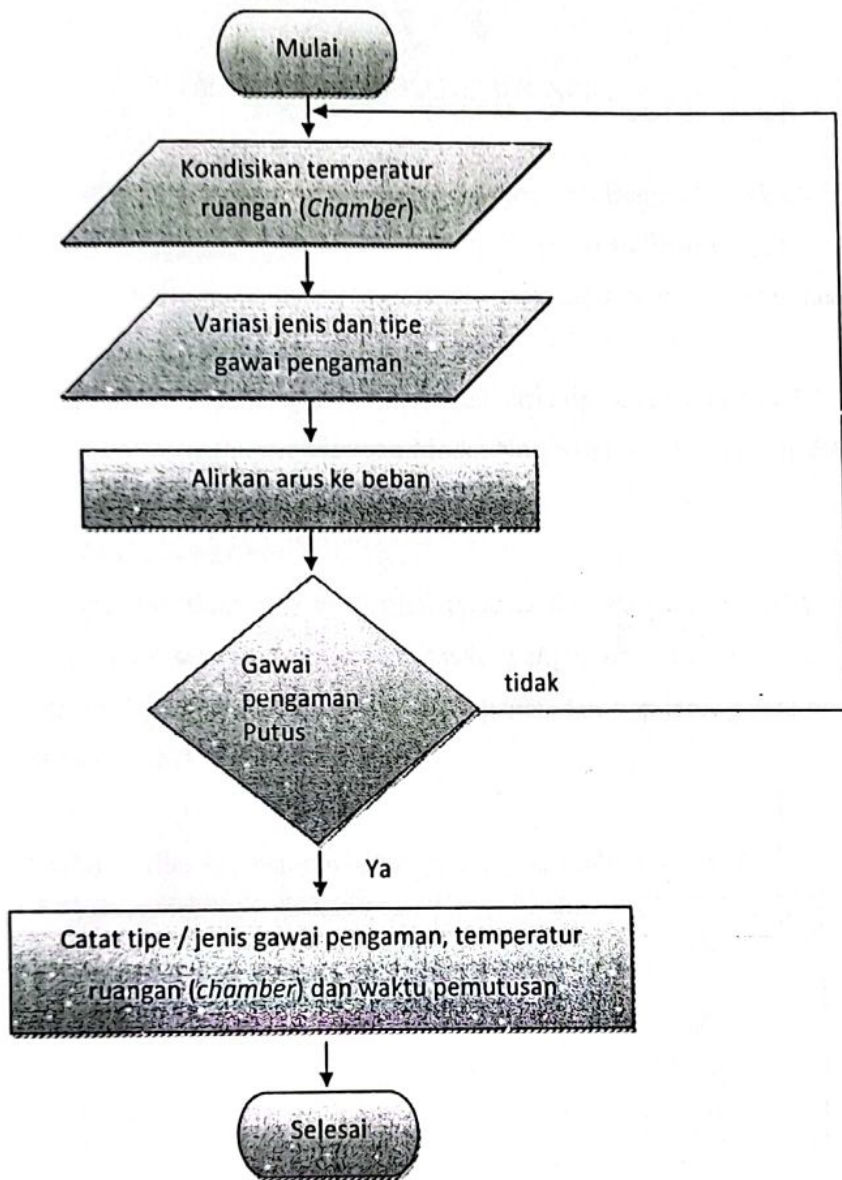 Mulai
Kondisikan temperatur
ruangan (Chamber)
Variasi jenis dan tipe
gawai pengaman
Alirkan arus ke beban
Gawai
pengaman
Putus
tidak
Ya
Catat tipe / jenis gawai pengaman, temperatur
ruangan (chamber) dan waktu pemutusan
Selesai